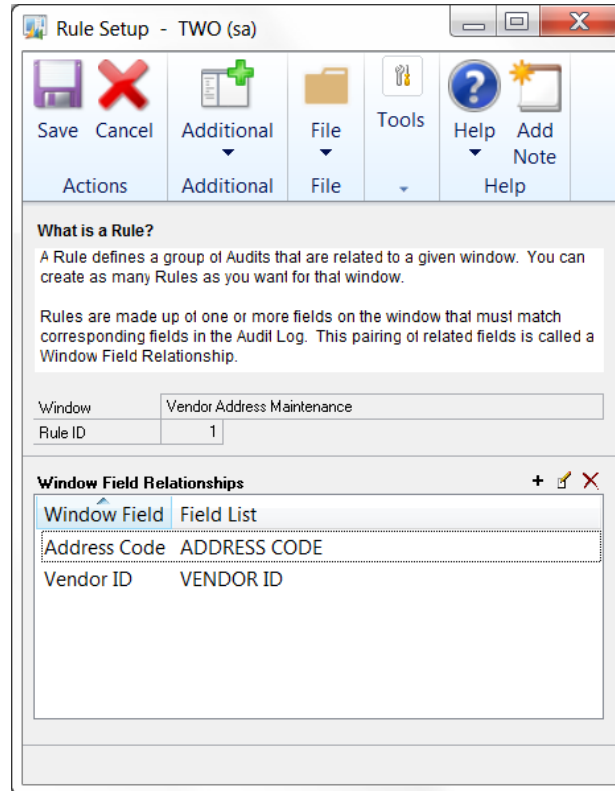 Rule Setup - TWO (sa)
Save Cancel Additional File Tools Help Add Note
Actions Additional File Help
What is a Rule?
A Rule defines a group of Audits that are related to a given window. You can
create as many Rules as you want for that window.
Rules are made up of one or more fields on the window that must match
corresponding fields in the Audit Log. This pairing of related fields is called a
Window Field Relationship.
Window Vendor Address Maintenance
Rule ID 1
Window Field Relationships
Window Field Field List
Address Code ADDRESS CODE
Vendor ID VENDOR ID